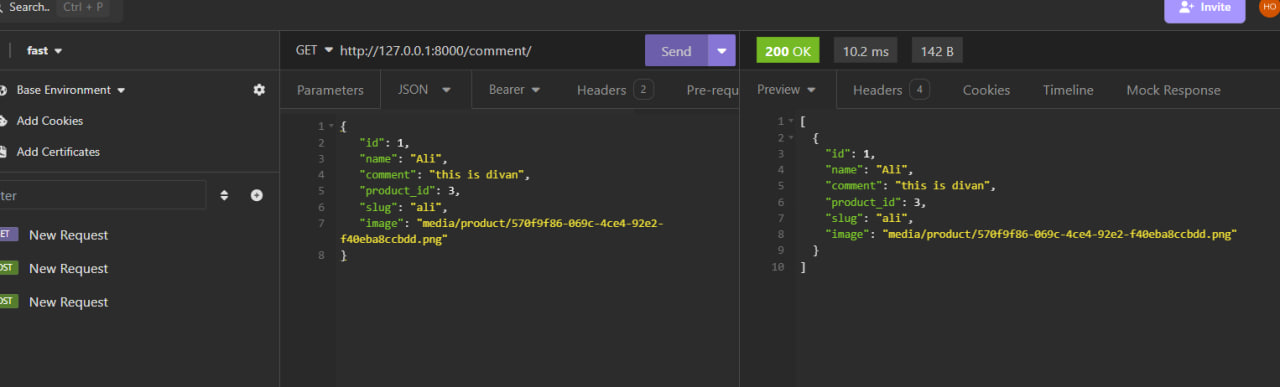 Search.. Ctrl + P
Invite
HO
fast
GET http://127.0.0.1:8000/comment/ Send
200 OK 10.2 ms 142 B
Base Environment
Add Cookies
Add Certificates
New Request
New Request
New Request
Parameters JSON Bearer Headers 2 Pre-requ
1 {
2 "id": 1,
3 "name": "Ali",
4 "comment": "this is divan",
5 "product_id": 3,
6 "slug": "ali",
7 "image": "media/product/570f9f86-069c-4ce4-92e2-
f40eba8ccbdd.png"
8 }
Preview Headers 4 Cookies Timeline Mock Response
1 [
2 {
3 "id": 1,
4 "name": "Ali",
5 "comment": "this is divan",
6 "product_id": 3,
7 "slug": "ali",
8 "image": "media/product/570f9f86-069c-4ce4-92e2-f40eba8ccbdd.png"
9 }
10 ]